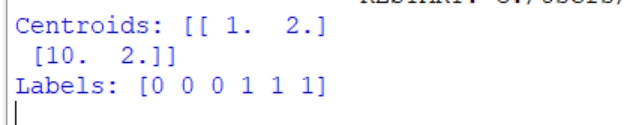 Centroids: [[ 1.  2.]
 [10.  2.]]
Labels: [0 0 0 1 1 1]